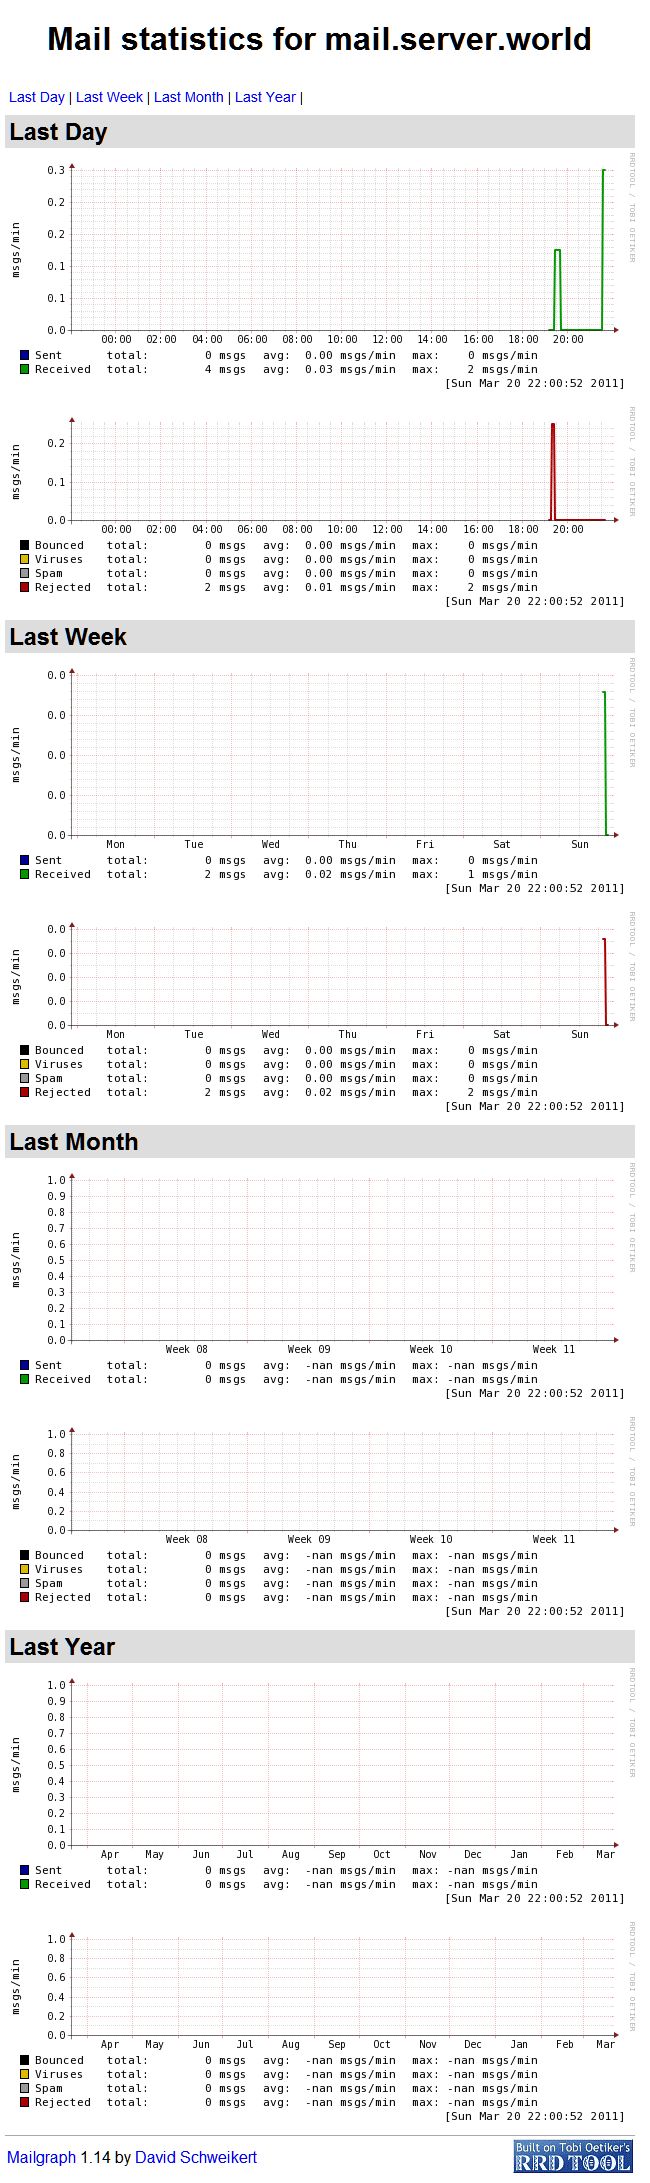 Mail statistics for mail.server.world
Last Day | Last Week | Last Month | Last Year |
Last Day
RRDTOOL / TOBI OETIKER
msgs/min
0.3
0.2
0.2
0.1
0.1
0.0
00:00 02:00 04:00 06:00 08:00 10:00 12:00 14:00 16:00 18:00 20:00
Sent total: 0 msgs avg: 0.00 msgs/min max: 0 msgs/min
Received total: 4 msgs avg: 0.03 msgs/min max: 2 msgs/min
[Sun Mar 20 22:00:52 2011]
RRDTOOL / TOBI OETIKER
msgs/min
0.2
0.1
0.0
00:00 02:00 04:00 06:00 08:00 10:00 12:00 14:00 16:00 18:00 20:00
Bounced total: 0 msgs avg: 0.00 msgs/min max: 0 msgs/min
Viruses total: 0 msgs avg: 0.00 msgs/min max: 0 msgs/min
Spam total: 0 msgs avg: 0.00 msgs/min max: 0 msgs/min
Rejected total: 2 msgs avg: 0.01 msgs/min max: 2 msgs/min
[Sun Mar 20 22:00:52 2011]
Last Week
RRDTOOL / TOBI OETIKER
msgs/min
0.0
0.0
0.0
0.0
0.0
Mon Tue Wed Thu Fri Sat Sun
Sent total: 0 msgs avg: 0.00 msgs/min max: 0 msgs/min
Received total: 2 msgs avg: 0.02 msgs/min max: 1 msgs/min
[Sun Mar 20 22:00:52 2011]
RRDTOOL / TOBI OETIKER
msgs/min
0.0
0.0
0.0
0.0
0.0
Mon Tue Wed Thu Fri Sat Sun
Bounced total: 0 msgs avg: 0.00 msgs/min max: 0 msgs/min
Viruses total: 0 msgs avg: 0.00 msgs/min max: 0 msgs/min
Spam total: 0 msgs avg: 0.00 msgs/min max: 0 msgs/min
Rejected total: 2 msgs avg: 0.02 msgs/min max: 2 msgs/min
[Sun Mar 20 22:00:52 2011]
Last Month
RRDTOOL / TOBI OETIKER
msgs/min
1.0
0.9
0.8
0.7
0.6
0.5
0.4
0.3
0.2
0.1
0.0
Week 08 Week 09 Week 10 Week 11
Sent total: 0 msgs avg: -nan msgs/min max: -nan msgs/min
Received total: 0 msgs avg: -nan msgs/min max: -nan msgs/min
[Sun Mar 20 22:00:52 2011]
RRDTOOL / TOBI OETIKER
msgs/min
1.0
0.8
0.6
0.4
0.2
0.0
Week 08 Week 09 Week 10 Week 11
Bounced total: 0 msgs avg: -nan msgs/min max: -nan msgs/min
Viruses total: 0 msgs avg: -nan msgs/min max: -nan msgs/min
Spam total: 0 msgs avg: -nan msgs/min max: -nan msgs/min
Rejected total: 0 msgs avg: -nan msgs/min max: -nan msgs/min
[Sun Mar 20 22:00:52 2011]
Last Year
RRDTOOL / TOBI OETIKER
msgs/min
1.0
0.9
0.8
0.7
0.6
0.5
0.4
0.3
0.2
0.1
0.0
Apr May Jun Jul Aug Sep Oct Nov Dec Jan Feb Mar
Sent total: 0 msgs avg: -nan msgs/min max: -nan msgs/min
Received total: 0 msgs avg: -nan msgs/min max: -nan msgs/min
[Sun Mar 20 22:00:52 2011]
RRDTOOL / TOBI OETIKER
msgs/min
1.0
0.8
0.6
0.4
0.2
0.0
Apr May Jun Jul Aug Sep Oct Nov Dec Jan Feb Mar
Bounced total: 0 msgs avg: -nan msgs/min max: -nan msgs/min
Viruses total: 0 msgs avg: -nan msgs/min max: -nan msgs/min
Spam total: 0 msgs avg: -nan msgs/min max: -nan msgs/min
Rejected total: 0 msgs avg: -nan msgs/min max: -nan msgs/min
[Sun Mar 20 22:00:52 2011]
Mailgraph 1.14 by David Schweikert
Built on Tobi Oetiker's
RRDTOOL